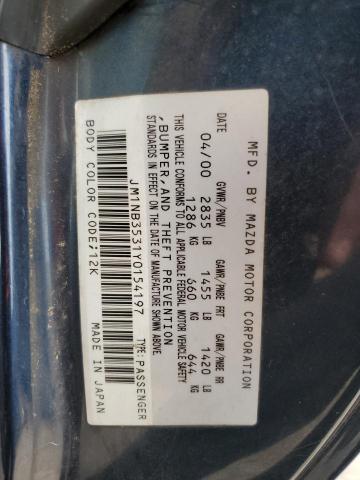 MFD. BY MAZDA MOTOR CORPORATION
DATE GVWR/PNBV GAWR/PNBE FRT GAWR/PNBE RR
04/00 2835 LB 1455 LB 1420 LB
1286 KG 660 KG 644 KG
THIS VEHICLE CONFORMS TO ALL APPLICABLE FEDERAL MOTOR VEHICLE SAFETY
, BUMPER, AND THEFT PREVENTION
STANDARDS IN EFFECT ON THE DATE OF MANUFACTURE SHOWN ABOVE.
JM1NB3531Y0154197 TYPE:PASSENGER
BODY COLOR CODE;12K MADE IN JAPAN